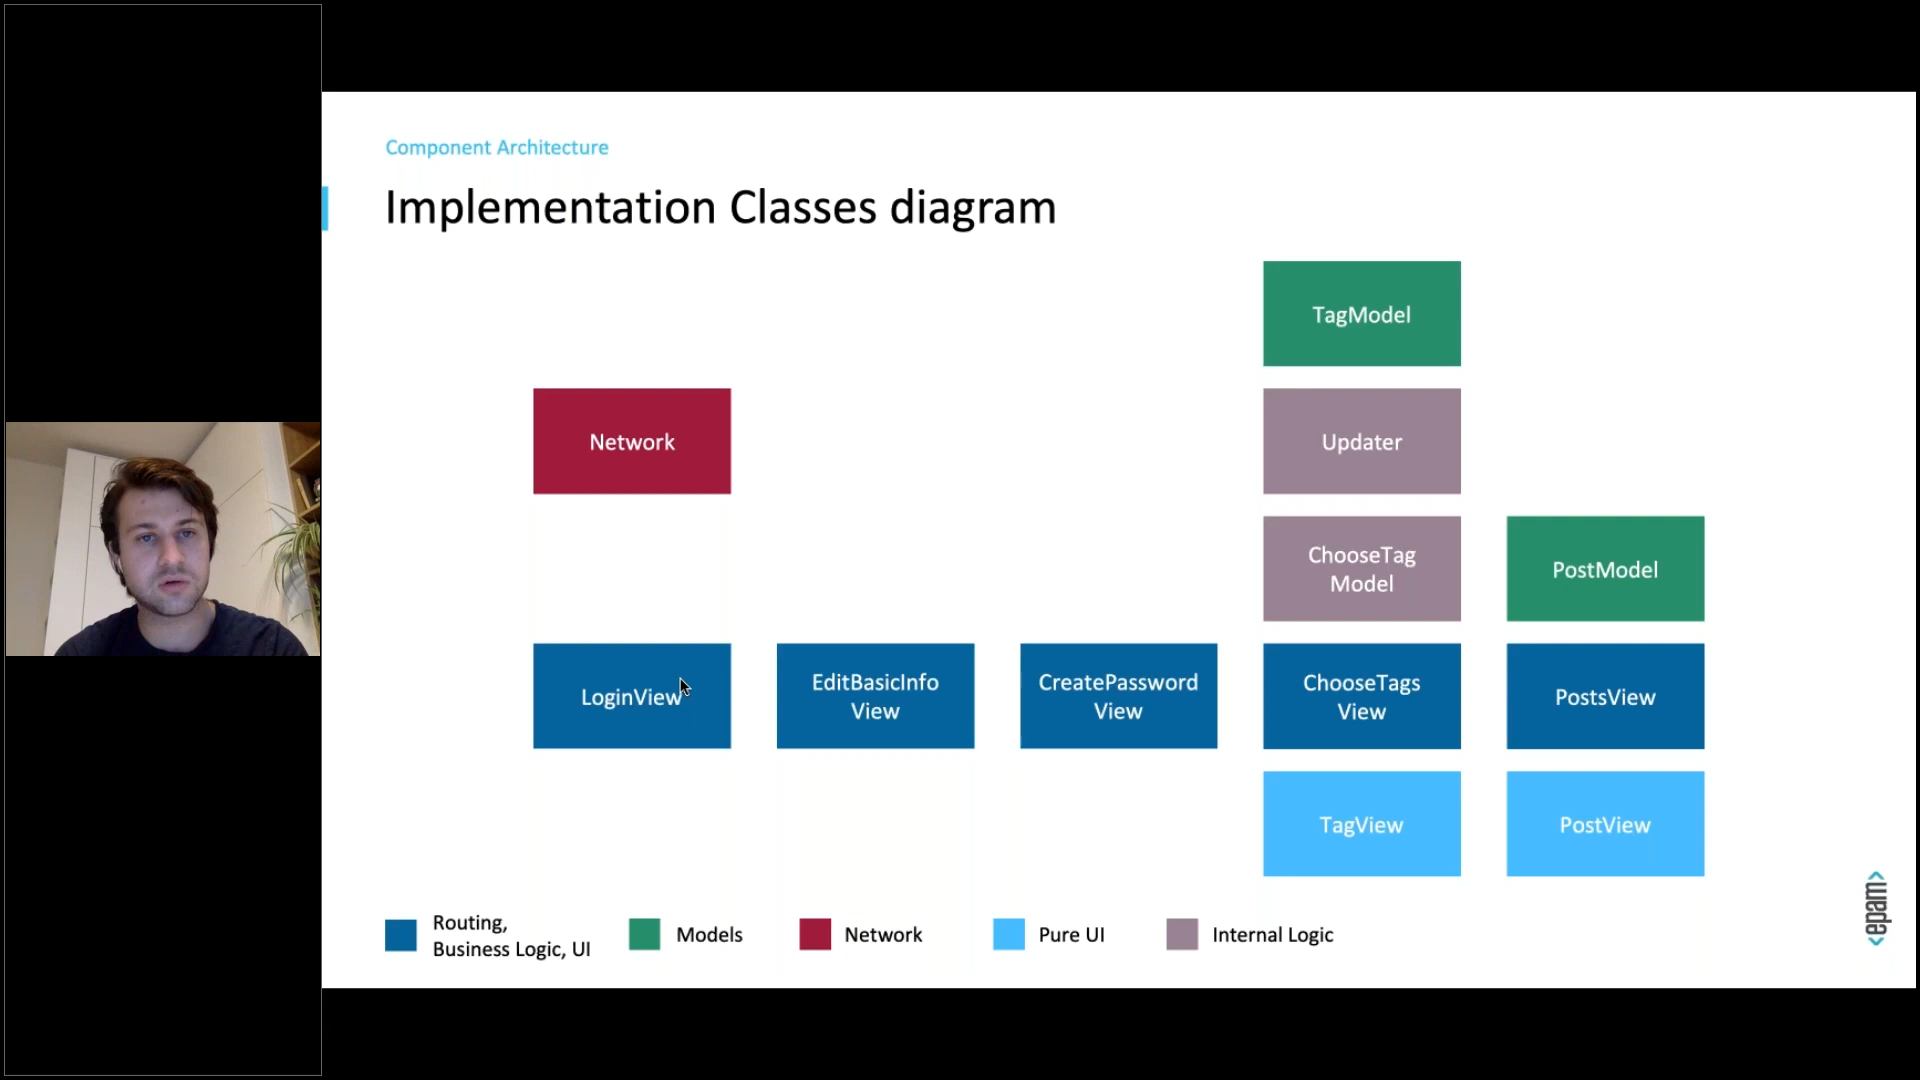 Component Architecture
Implementation Classes diagram
TagModel
Network
Updater
ChooseTag
Model
PostModel
LoginView
EditBasicInfo
View
CreatePassword
View
ChooseTags
View
PostsView
TagView
PostView
Routing,
Business Logic, UI
Models
Network
Pure UI
Internal Logic
<epam>